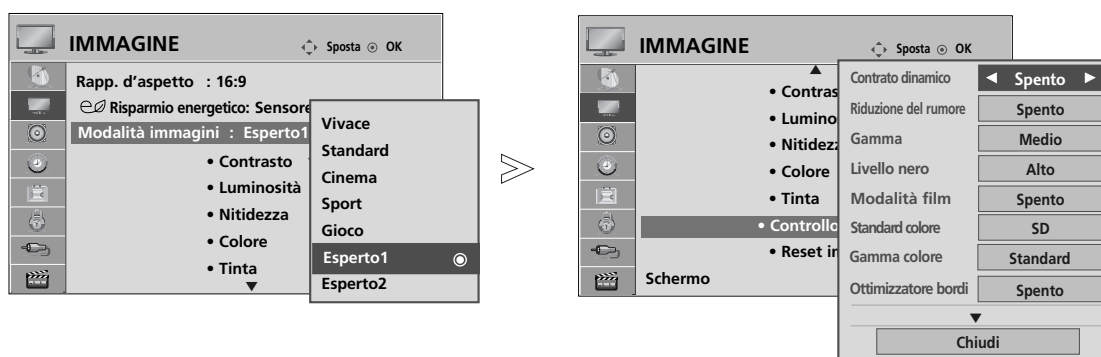 IMMAGINE
Sposta OK
Rapp. d'aspetto : 16:9
Risparmio energetico: Sensore
Modalità immagini : Esperto1
• Contrasto
• Luminosità
• Nitidezza
• Colore
• Tinta
Vivace
Standard
Cinema
Sport
Gioco
Esperto1
Esperto2
IMMAGINE
Sposta OK
• Contras
• Lumino
• Nitidez
• Colore
• Tinta
• Controllo
• Reset i
Schermo
Contrato dinamico Spento
Riduzione del rumore Spento
Gamma Medio
Livello nero Alto
Modalità film Spento
Standard colore SD
Gamma colore Standard
Ottimizzatore bordi Spento
Chiudi